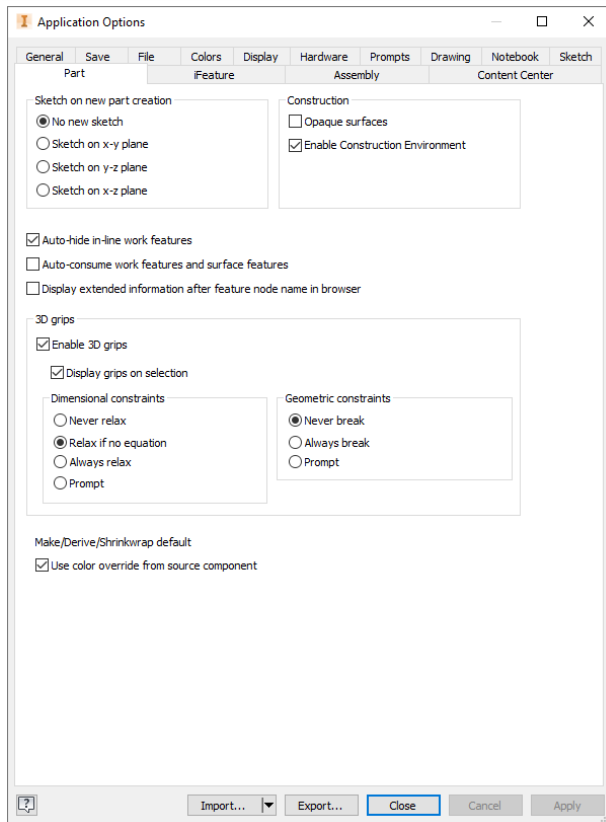 Application Options
General Save File Colors Display Hardware Prompts Drawing Notebook Sketch
Part iFeature Assembly Content Center
Sketch on new part creation
No new sketch
Sketch on x-y plane
Sketch on y-z plane
Sketch on x-z plane
Construction
Opaque surfaces
Enable Construction Environment
Auto-hide in-line work features
Auto-consume work features and surface features
Display extended information after feature node name in browser
3D grips
Enable 3D grips
Display grips on selection
Dimensional constraints
Never relax
Relax if no equation
Always relax
Prompt
Geometric constraints
Never break
Always break
Prompt
Make/Derive/Shrinkwrap default
Use color override from source component
? Import... Export... Close Cancel Apply